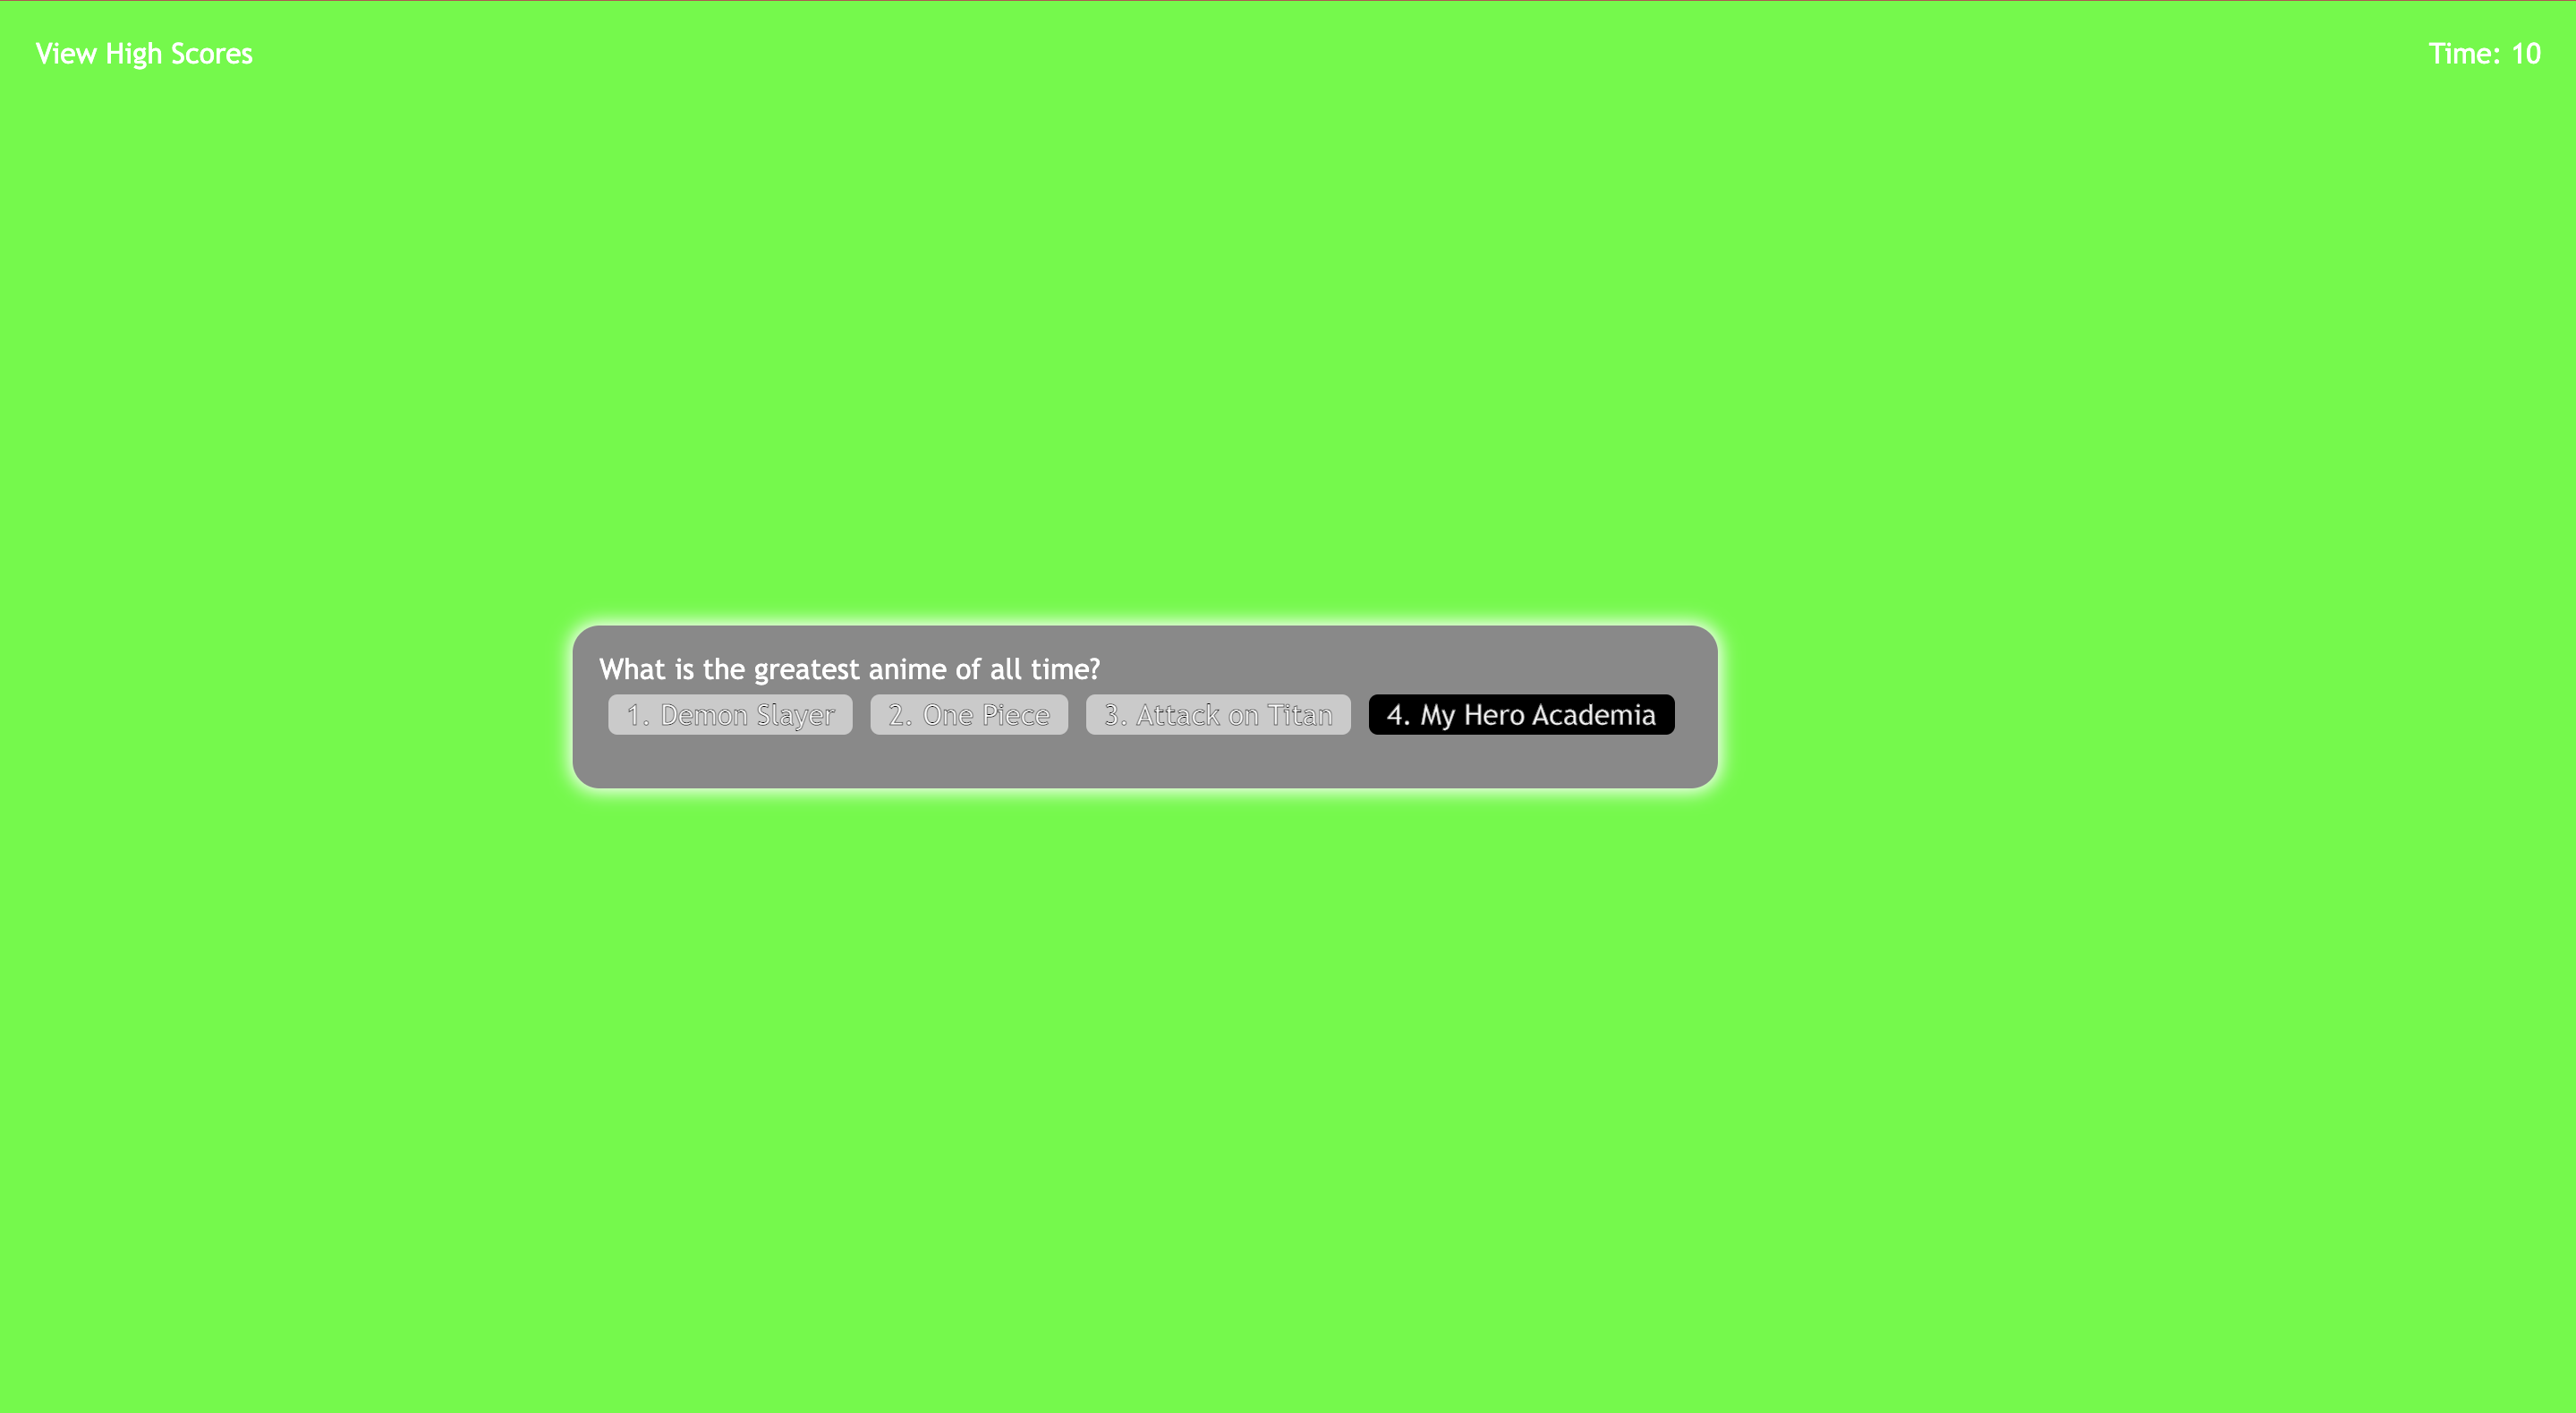 View High Scores
Time: 10
What is the greatest anime of all time?
1. Demon Slayer
2. One Piece
3. Attack on Titan
4. My Hero Academia